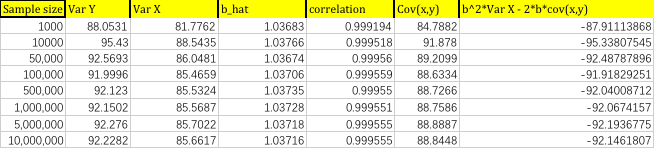 Sample size Var Y Var X b_hat correlation Cov(x,y) b^2*Var X - 2*b*cov(x,y)
1000 88.0531 81.7762 1.03683 0.999194 84.7882 -87.91113868
10000 95.43 88.5435 1.03766 0.999518 91.878 -95.33807545
50,000 92.5693 86.0481 1.03674 0.99956 89.2099 -92.48787896
100,000 91.9996 85.4659 1.03706 0.999559 88.6334 -91.91829251
500,000 92.123 85.5324 1.03735 0.99955 88.7266 -92.04008712
1,000,000 92.1502 85.5687 1.03728 0.999551 88.7586 -92.0674157
5,000,000 92.276 85.7022 1.03718 0.999555 88.8887 -92.1936775
10,000,000 92.2282 85.6617 1.03716 0.999555 88.8448 -92.1461807